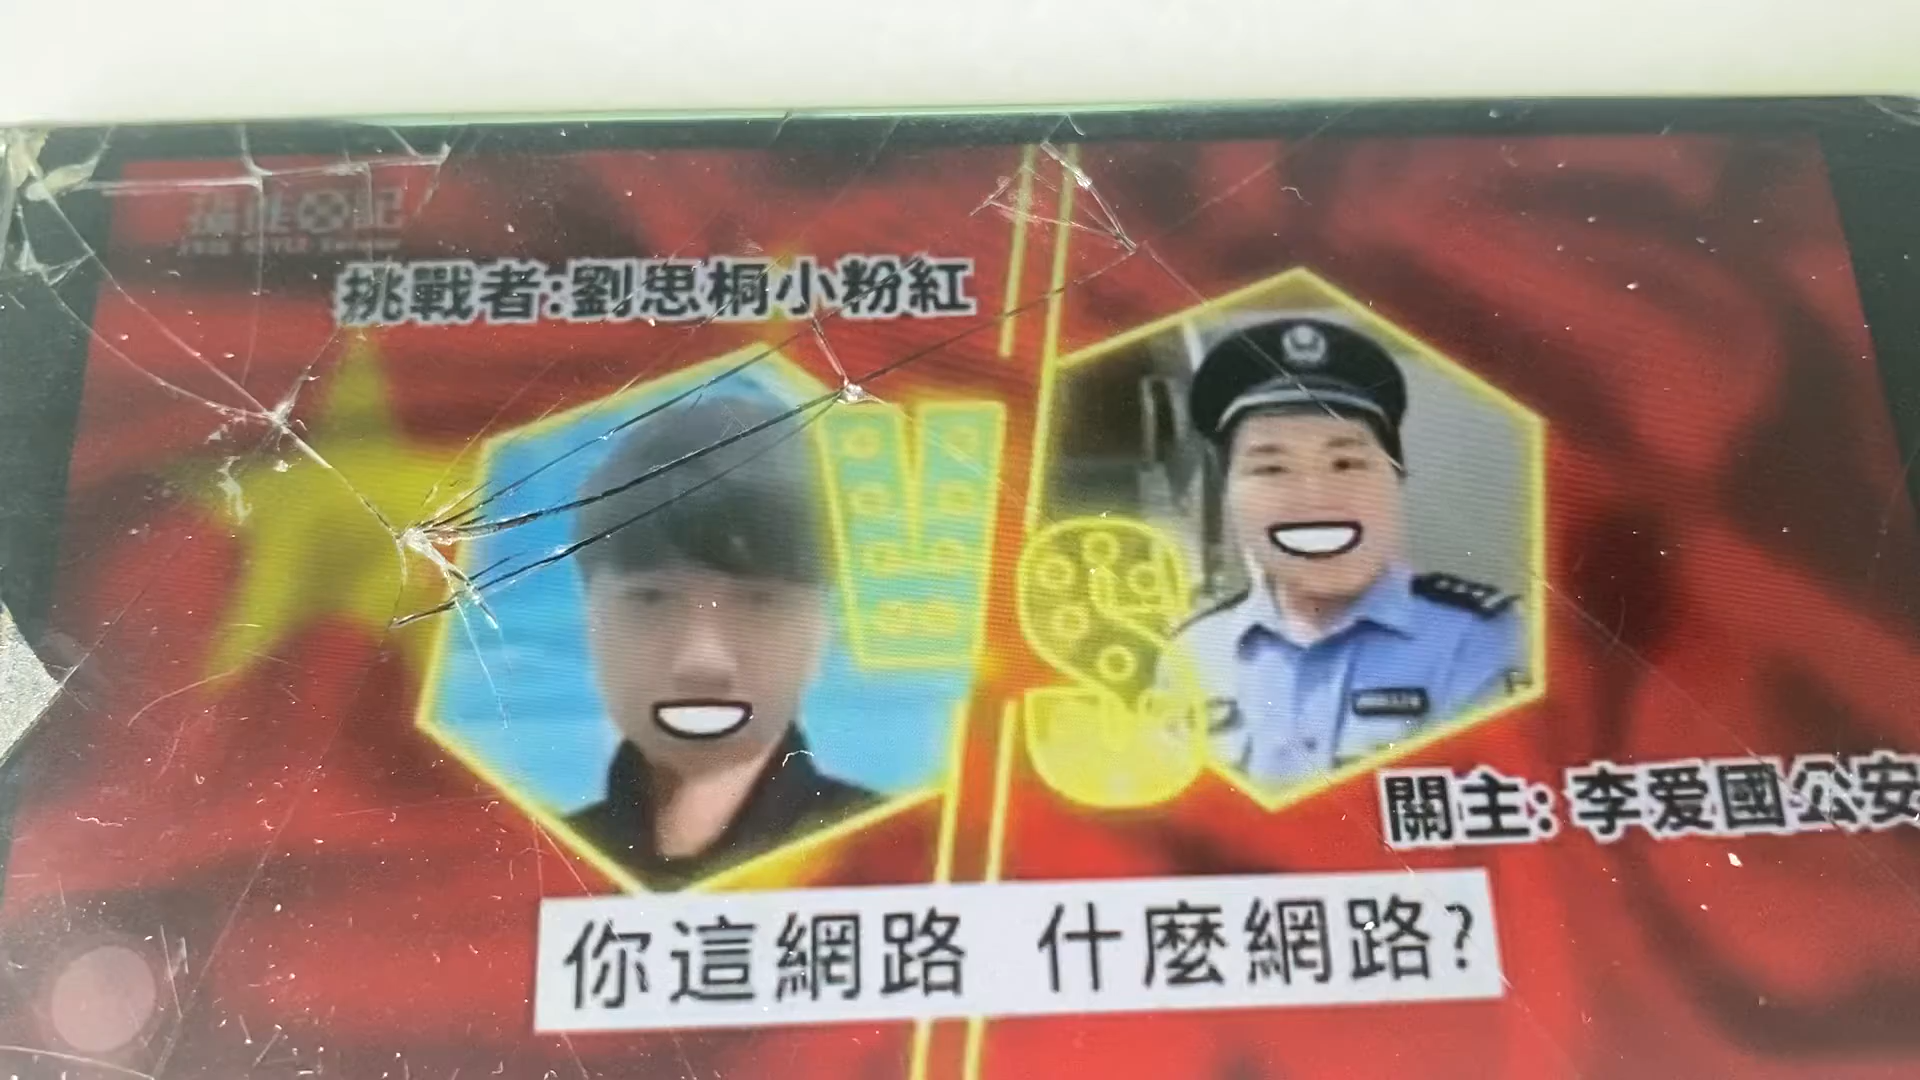 挑戰者:劉思桐小粉紅
關主: 李爱國公安
你這網路 什麼網路?